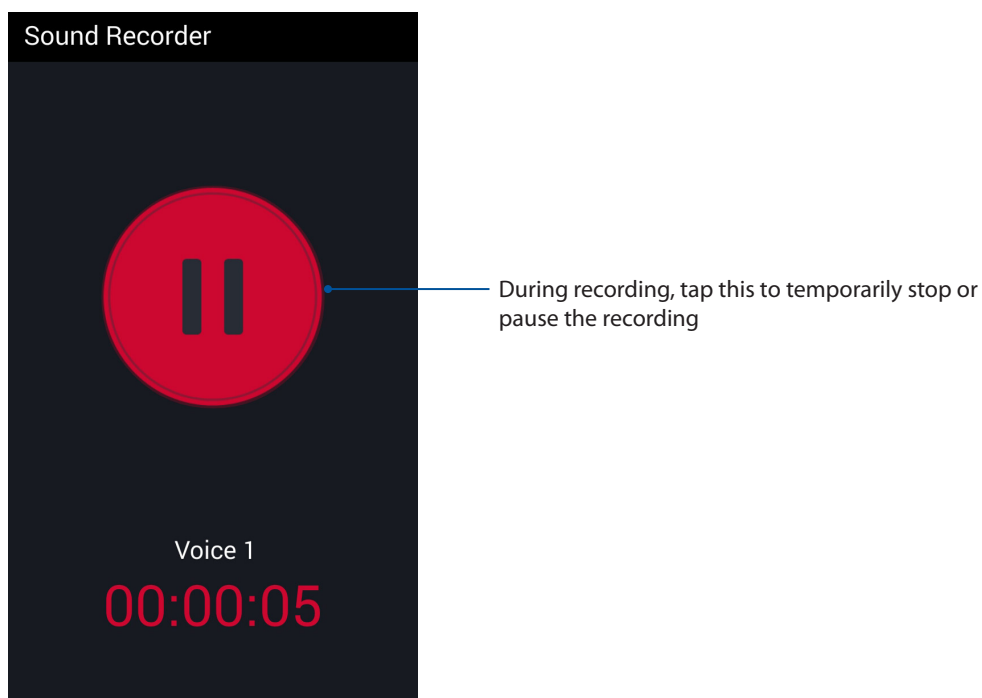 Sound Recorder
During recording, tap this to temporarily stop or
pause the recording
Voice 1
00:00:05